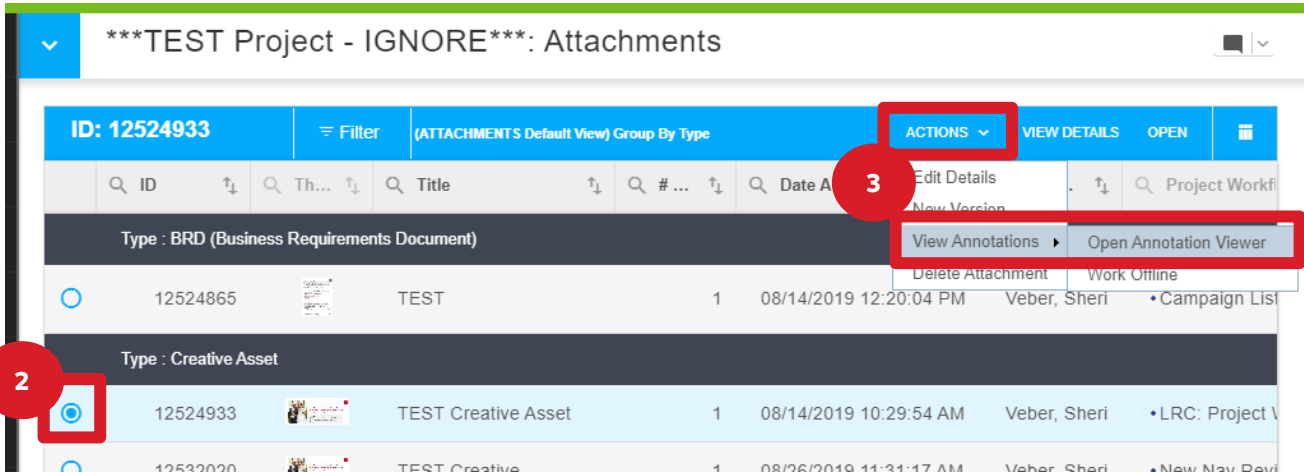 ***TEST Project - IGNORE***: Attachments
ID: 12524933 Filter (ATTACHMENTS Default View) Group By Type ACTIONS VIEW DETAILS OPEN
ID Th... Title # ... Date A 3 . Project Workfl
Edit Details
New Version
View Annotations Open Annotation Viewer
Delete Attachment Work Offline
Type : BRD (Business Requirements Document)
12524865 TEST 1 08/14/2019 12:20:04 PM Veber, Sheri •Campaign List
Type : Creative Asset
2
12524933 TEST Creative Asset 1 08/14/2019 10:29:54 AM Veber, Sheri •LRC: Project W
12532020 TEST Creative 1 08/26/2019 11:31:17 AM Veber, Sheri •New Nav Revi